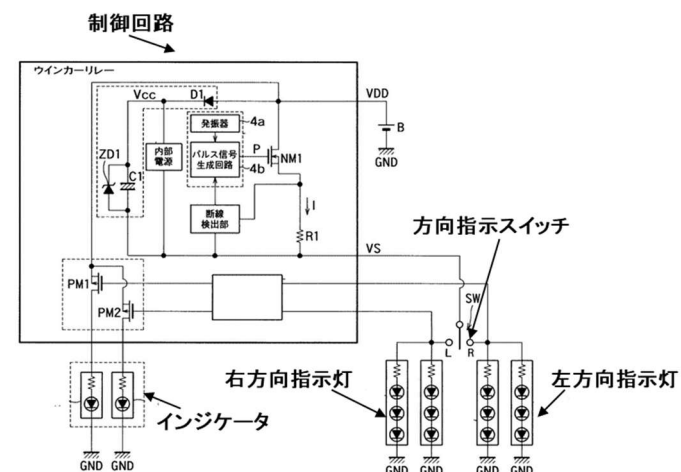 制御回路
ウインカーリレー
Vcc
D1
VDD
発振器
4a
B
GND
ZD1
C1
内部
電源
パルス信号
生成回路
P
NM1
4b
I
断線
検出部
R1
方向指示スイッチ
VS
PM1
SW
PM2
L
R
右方向指示灯
左方向指示灯
インジケータ
GND
GND
GND
GND
GND
GND